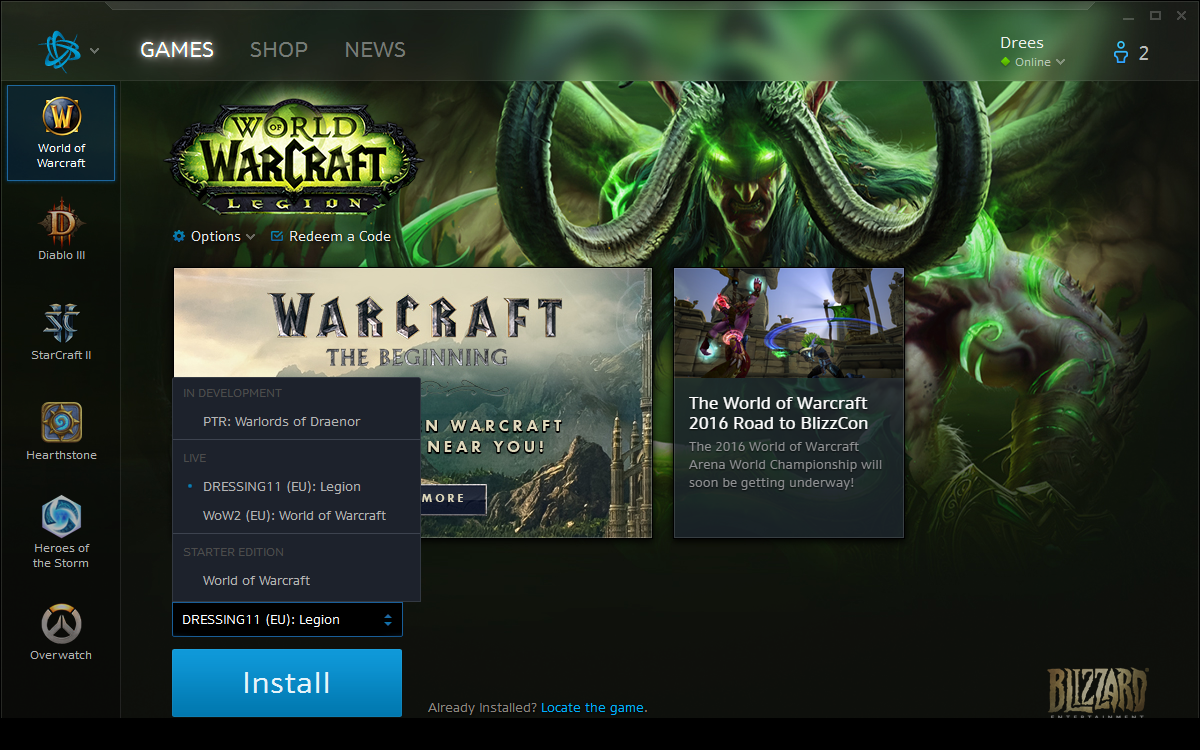 GAMES
SHOP
NEWS
Drees
Online
2
World of
Warcraft
Diablo III
StarCraft II
Hearthstone
Heroes of
the Storm
Overwatch
WORLD
OF
WARCRAFT
LEGION
Options
Redeem a Code
WARCRAFT
THE BEGINNING
N WARCRAFT
NEAR YOU!
MORE
The World of Warcraft
2016 Road to BlizzCon
The 2016 World of Warcraft
Arena World Championship will
soon be getting underway!
IN DEVELOPMENT
PTR: Warlords of Draenor
LIVE
• DRESSING11 (EU): Legion
WoW2 (EU): World of Warcraft
STARTER EDITION
World of Warcraft
DRESSING11 (EU): Legion
Install
Already Installed? Locate the game.
BLIZZARD
ENTERTAINMENT